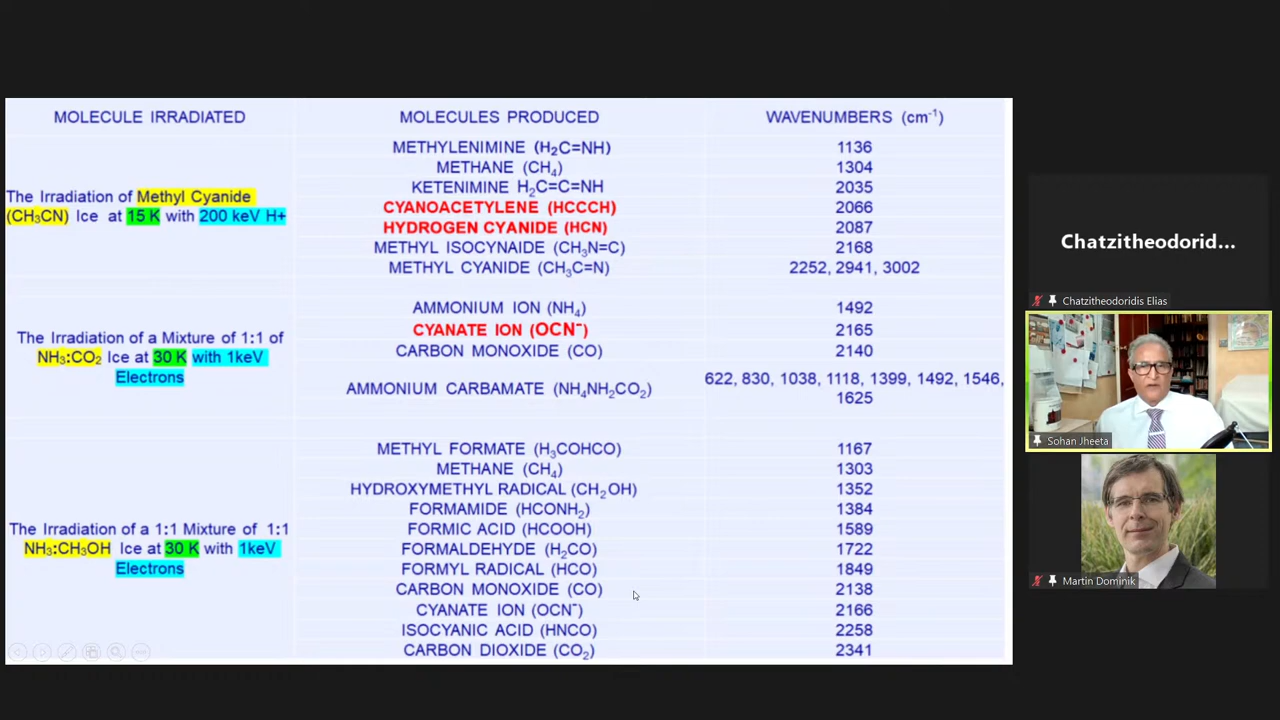 MOLECULE IRRADIATED MOLECULES PRODUCED WAVENUMBERS (cm⁻¹)
The Irradiation of Methyl Cyanide
(CH₃CN) Ice at 15 K with 200 keV H+
METHYLENIMINE (H₂C=NH) 1136
METHANE (CH₄) 1304
KETENIMINE H₂C=C=NH 2035
CYANOACETYLENE (HCCCH) 2066
HYDROGEN CYANIDE (HCN) 2087
METHYL ISOCYNAIDE (CH₃N=C) 2168
METHYL CYANIDE (CH₃C=N) 2252, 2941, 3002
The Irradiation of a Mixture of 1:1 of
NH₃:CO₂ Ice at 30 K with 1keV
Electrons
AMMONIUM ION (NH₄) 1492
CYANATE ION (OCN⁻) 2165
CARBON MONOXIDE (CO) 2140
AMMONIUM CARBAMATE (NH₄NH₂CO₂) 622, 830, 1038, 1118, 1399, 1492, 1546,
1625
The Irradiation of a 1:1 Mixture of 1:1
NH₃:CH₃OH Ice at 30 K with 1keV
Electrons
METHYL FORMATE (H₃COHCO) 1167
METHANE (CH₄) 1303
HYDROXYMETHYL RADICAL (CH₂OH) 1352
FORMAMIDE (HCONH₂) 1384
FORMIC ACID (HCOOH) 1589
FORMALDEHYDE (H₂CO) 1722
FORMYL RADICAL (HCO) 1849
CARBON MONOXIDE (CO) 2138
CYANATE ION (OCN⁻) 2166
ISOCYANIC ACID (HNCO) 2258
CARBON DIOXIDE (CO₂) 2341
Chatzitheodorid...
Chatzitheodoridis Elias
Sohan Jheeta
Martin Dominik